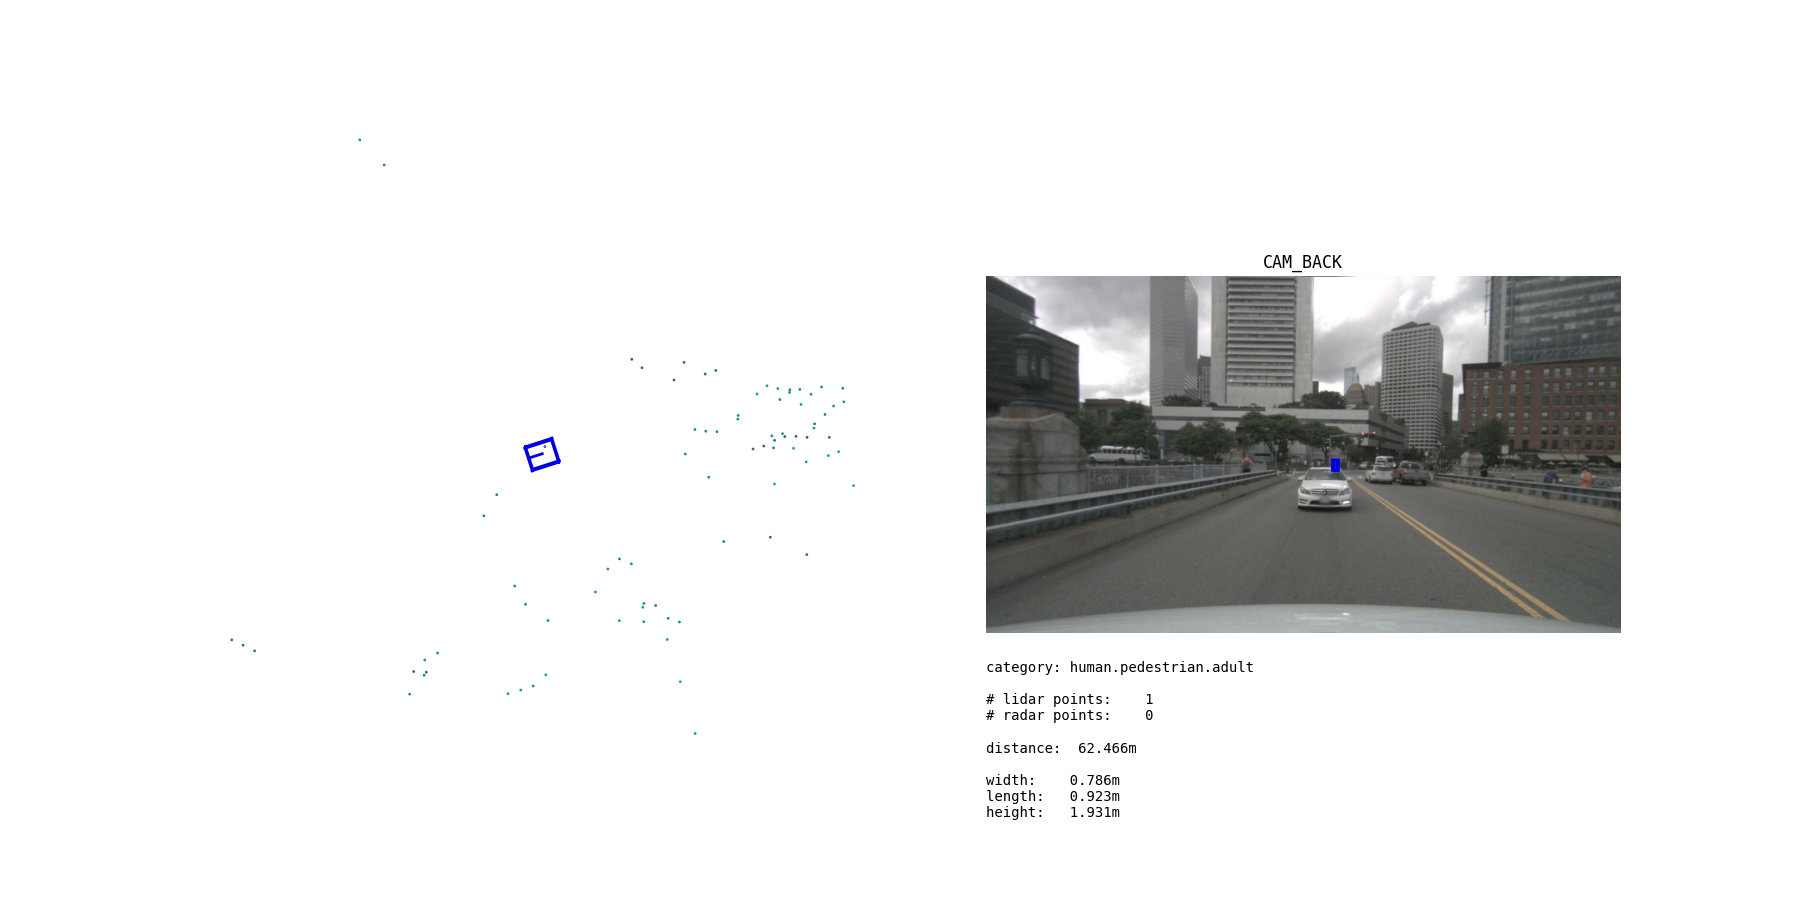 CAM_BACK
category: human.pedestrian.adult
# lidar points: 1
# radar points: 0
distance: 62.466m
width: 0.786m
length: 0.923m
height: 1.931m